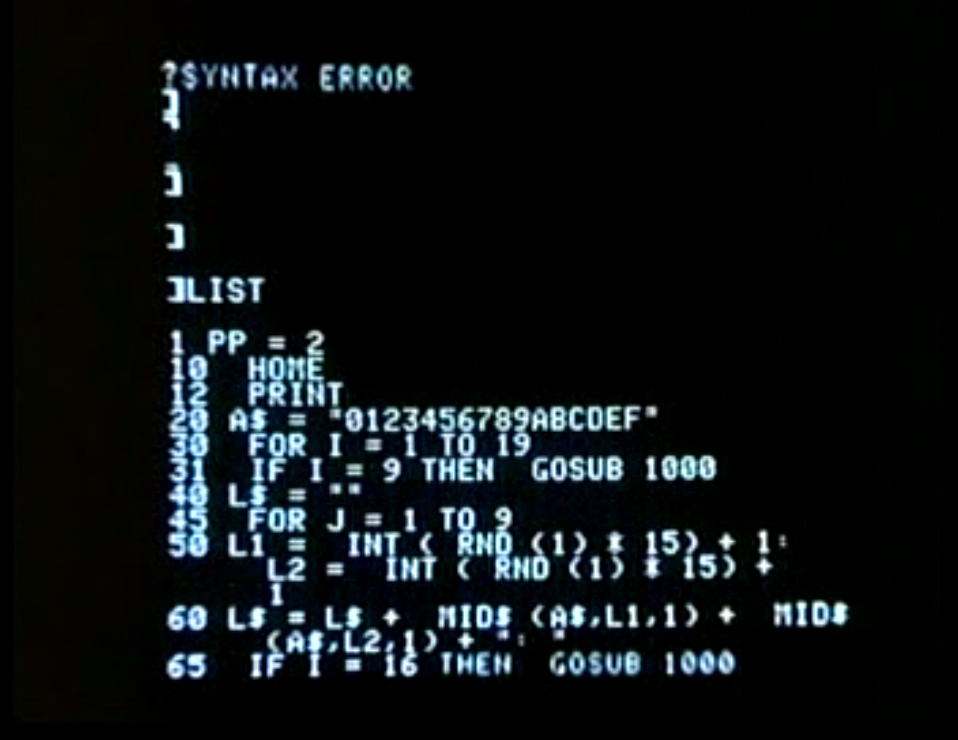 ?SYNTAX ERROR
]
]
]
]LIST
1 PP = 2
10 HOME
12 PRINT
20 A$ = "0123456789ABCDEF"
30 FOR I = 1 TO 19
31 IF I = 9 THEN GOSUB 1000
40 L$ = ""
45 FOR J = 1 TO 9
50 L1 = INT ( RND (1) * 15) + 1:
L2 = INT ( RND (1) * 15) +
1
60 L$ = L$ + MID$ (A$,L1,1) + MID$
(A$,L2,1) + ": "
65 IF I = 16 THEN GOSUB 1000